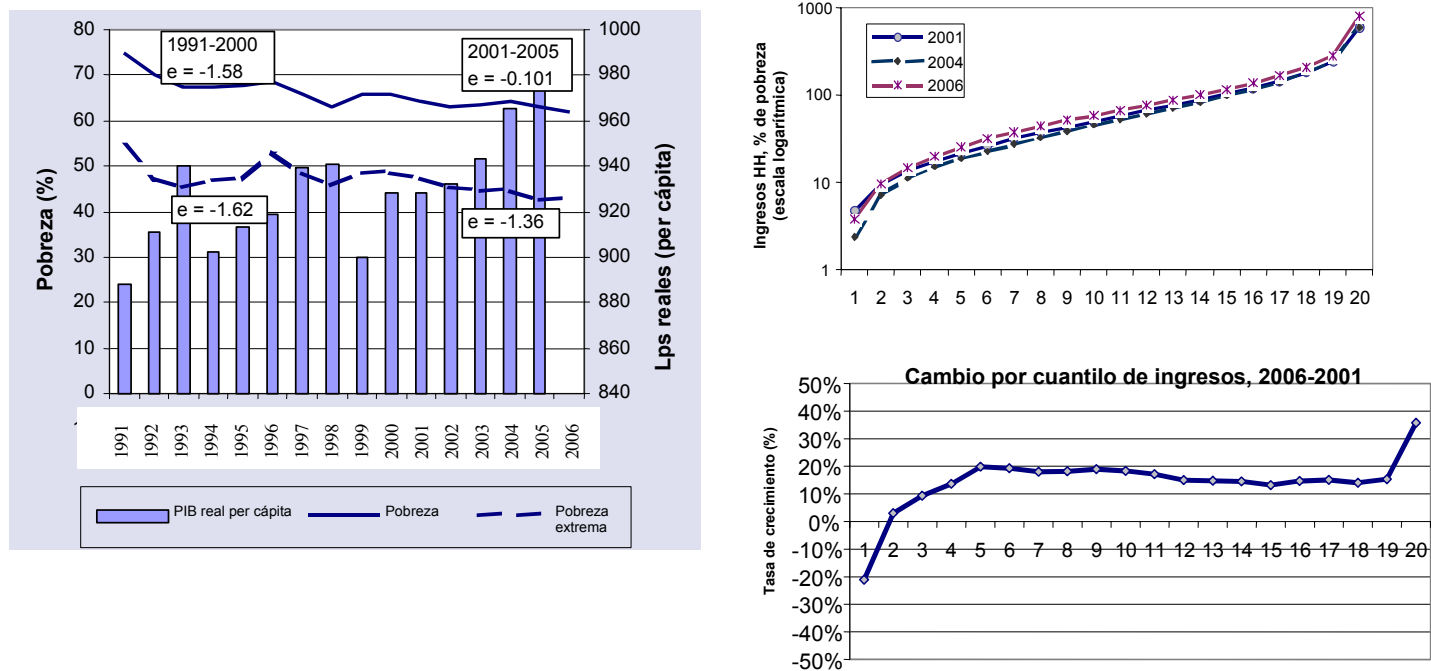 80
70
60
50
40
30
20
10
0
Pobreza (%)
1000
980
960
940
920
900
880
860
840
Lps reales (per cápita)
1991-2000
e = -1.58
2001-2005
e = -0.101
e = -1.62
e = -1.36
1991 1992 1993 1994 1995 1996 1997 1998 1999 2000 2001 2002 2003 2004 2005 2006
PIB real per cápita Pobreza Pobreza
extrema
1000
100
10
1
Ingresos HH, % de pobreza
(escala logarítmica)
2001
2004
2006
1 2 3 4 5 6 7 8 9 10 11 12 13 14 15 16 17 18 19 20
Cambio por cuantilo de ingresos, 2006-2001
50%
40%
30%
20%
10%
0%
-10%
-20%
-30%
-40%
-50%
Tasa de crecimiento (%)
1 2 3 4 5 6 7 8 9 10 11 12 13 14 15 16 17 18 19 20